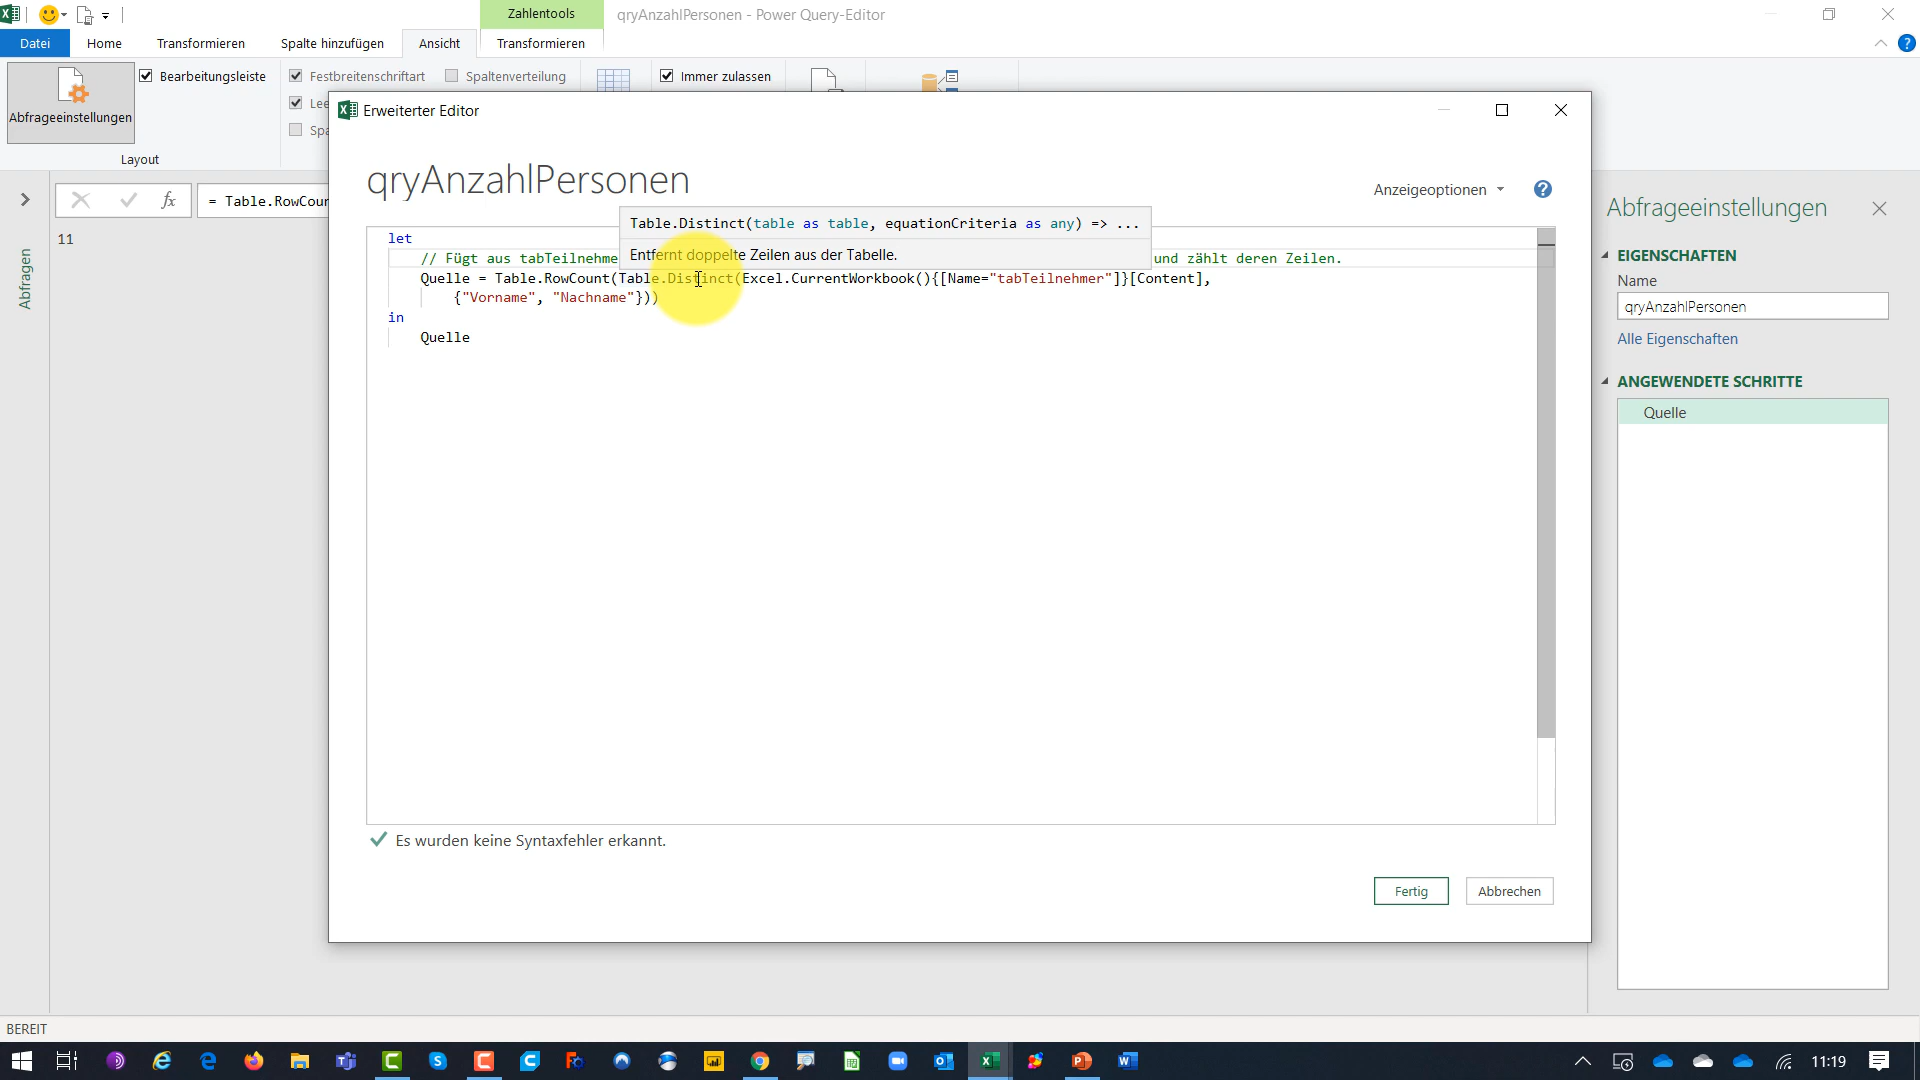 Zahlentools
qryAnzahlPersonen - Power Query-Editor
Datei
Home
Transformieren
Spalte hinzufügen
Ansicht
Transformieren
Abfrageeinstellungen
Bearbeitungsleiste
Festbreitenschriftart
Spaltenverteilung
Immer zulassen
Lee
Spa
Layout
Erweiterter Editor
qryAnzahlPersonen
Anzeigeoptionen
fx
= Table.RowCoun
11
Abfragen
Table.Distinct(table as table, equationCriteria as any) => ...
Entfernt doppelte Zeilen aus der Tabelle.
let
// Fügt aus tabTeilnehme und zählt deren Zeilen.
Quelle = Table.RowCount(Table.Distinct(Excel.CurrentWorkbook(){[Name="tabTeilnehmer"]}[Content],
{"Vorname", "Nachname"}))
in
Quelle
Es wurden keine Syntaxfehler erkannt.
Fertig
Abbrechen
Abfrageeinstellungen
EIGENSCHAFTEN
Name
qryAnzahlPersonen
Alle Eigenschaften
ANGEWENDETE SCHRITTE
Quelle
BEREIT
11:19